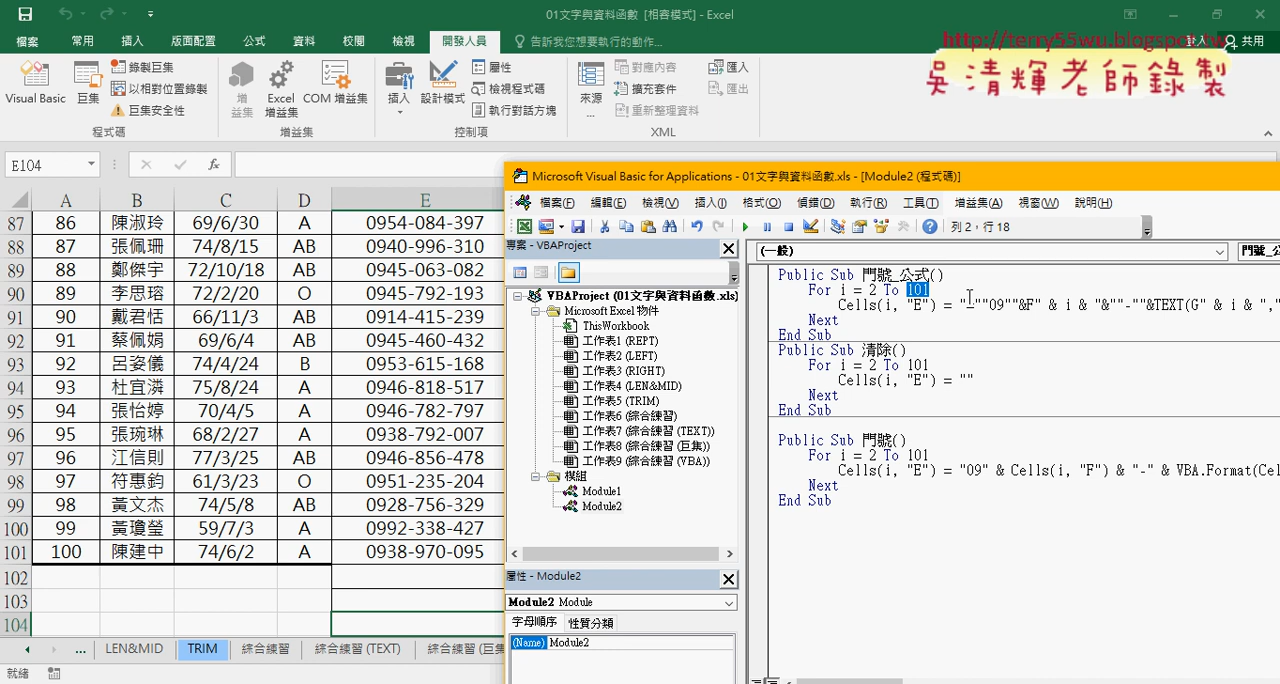 01文字與資料函數 [相容模式] - Excel
檔案 常用 插入 版面配置 公式 資料 校閱 檢視 開發人員 告訴我您想要執行的動作... 登入 共用
http://terry55wu.blogspot.tw
吳清輝老師錄製
Visual Basic 巨集 錄製巨集 以相對位置錄製 巨集安全性
程式碼
增益集 Excel 增益集 COM 增益集
增益集
插入 設計模式 屬性 檢視程式碼 執行對話方塊
控制項
來源... 對應內容 擴充套件 重新整理資料 匯入 匯出
XML
E104 fx
A B C D E
87 86 陳淑玲 69/6/30 A 0954-084-397
88 87 張佩姍 74/8/15 AB 0940-996-310
89 88 鄭傑宇 72/10/18 AB 0945-063-082
90 89 李思瑢 72/2/20 O 0945-792-193
91 90 戴君恬 66/11/3 AB 0914-415-239
92 91 蔡佩娟 69/6/4 AB 0945-460-432
93 92 呂姿儀 74/4/24 B 0953-615-168
94 93 杜宜潾 75/8/24 A 0946-818-517
95 94 張怡婷 70/4/5 A 0946-782-797
96 95 張琬琳 68/2/27 A 0938-792-007
97 96 江信則 77/3/25 AB 0946-856-478
98 97 符惠鈞 61/3/23 O 0951-235-204
99 98 黃文杰 74/5/8 AB 0928-756-329
100 99 黃瓊瑩 59/7/3 A 0992-338-427
101 100 陳建中 74/6/2 A 0938-970-095
102
103
104
... LEN&MID TRIM 綜合練習 綜合練習 (TEXT) 綜合練習 (巨集
就緒
Microsoft Visual Basic for Applications - 01文字與資料函數.xls - [Module2 (程式碼)]
檔案(F) 編輯(E) 檢視(V) 插入(I) 格式(O) 偵錯(D) 執行(R) 工具(T) 增益集(A) 視窗(W) 說明(H)
列 2，行 18
專案 - VBAProject
VBAProject (01文字與資料函數.xls)
Microsoft Excel 物件
ThisWorkbook
工作表1 (REPT)
工作表2 (LEFT)
工作表3 (RIGHT)
工作表4 (LEN&MID)
工作表5 (TRIM)
工作表6 (綜合練習)
工作表7 (綜合練習 (TEXT))
工作表8 (綜合練習 (巨集))
工作表9 (綜合練習 (VBA))
模組
Module1
Module2
屬性 - Module2
Module2 Module
字母順序 性質分類
(Name) Module2
(一般) 門號_公
Public Sub 門號_公式()
For i = 2 To 101
Cells(i, "E") = "=""09""&F" & i & "&""-""&TEXT(G" & i & ",
Next
End Sub
Public Sub 清除()
For i = 2 To 101
Cells(i, "E") = ""
Next
End Sub
Public Sub 門號()
For i = 2 To 101
Cells(i, "E") = "09" & Cells(i, "F") & "-" & VBA.Format(Cel
Next
End Sub